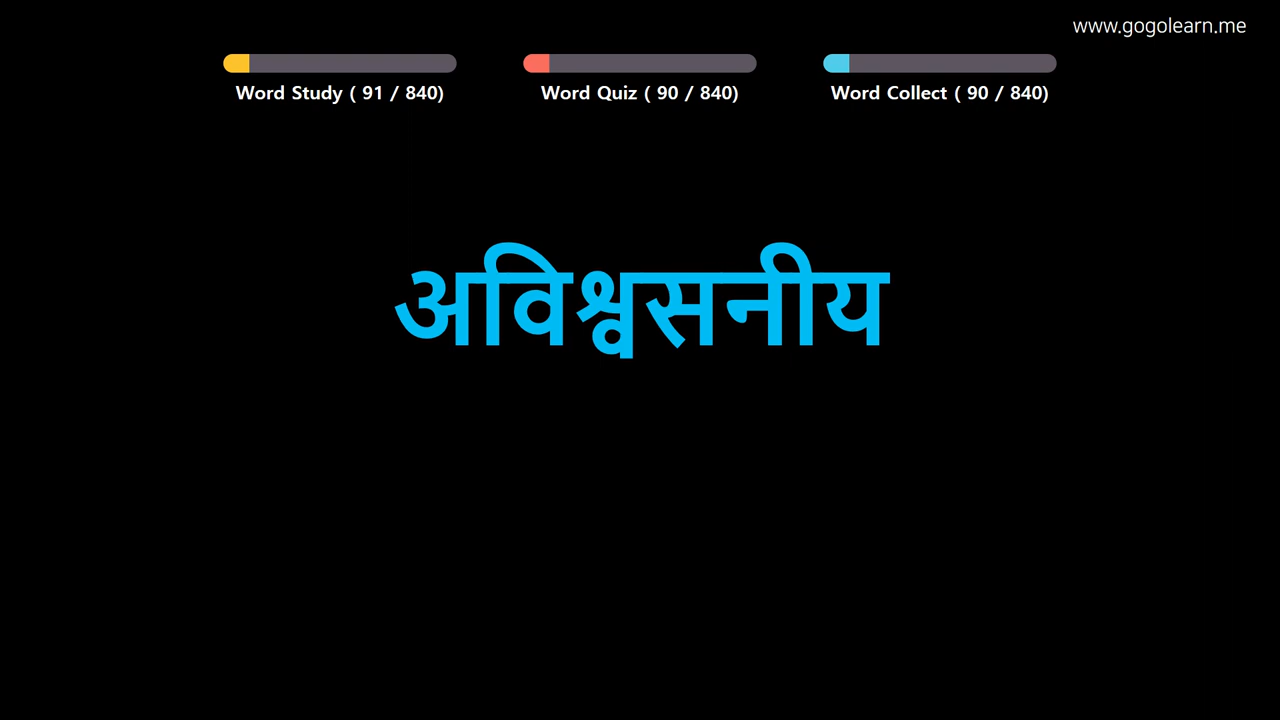 www.gogolearn.me
Word Study ( 91 / 840)
Word Quiz ( 90 / 840)
Word Collect ( 90 / 840)
अविश्वसनीय